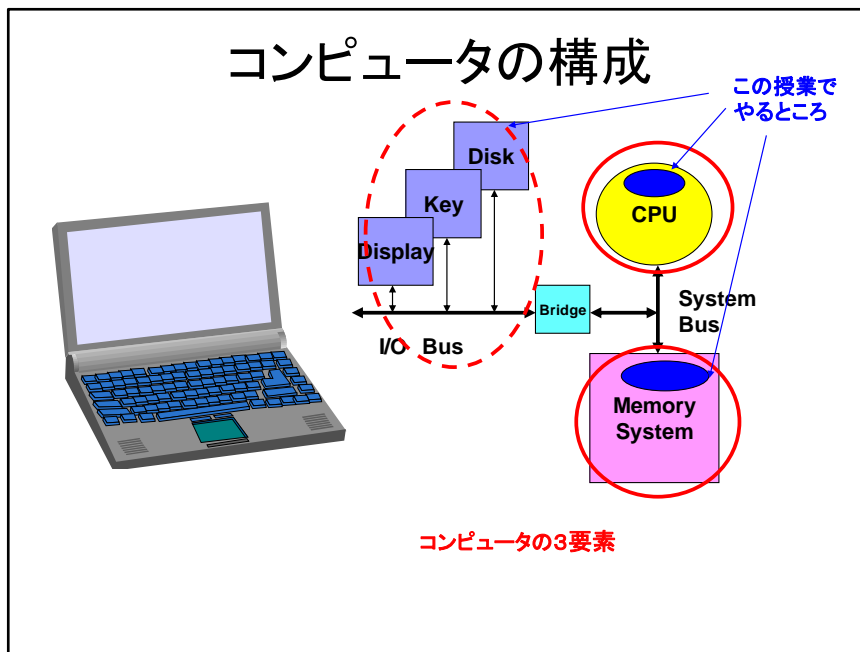 コンピュータの構成
この授業で
やるところ
Disk
Key
Display
CPU
Bridge
System
Bus
I/O Bus
Memory
System
コンピュータの3要素